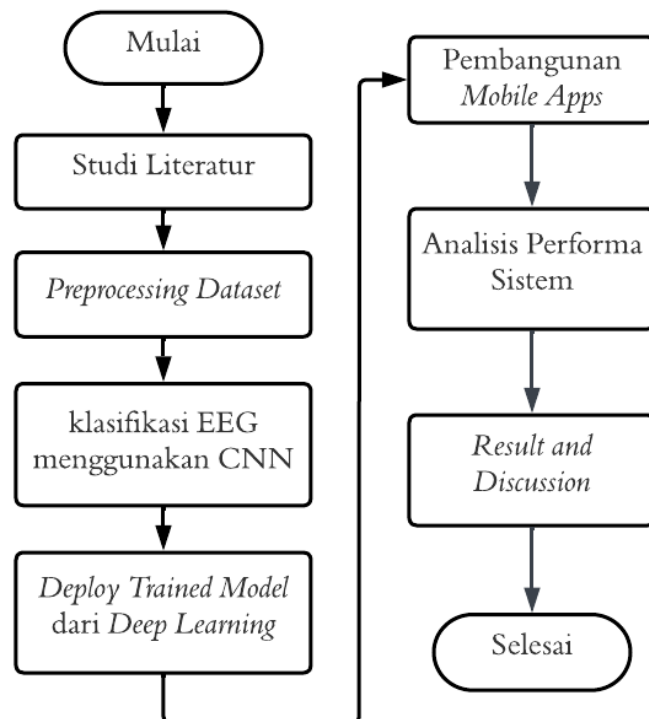 Mulai
Studi Literatur
Preprocessing Dataset
klasifikasi EEG
menggunakan CNN
Deploy Trained Model
dari Deep Learning
Pembangunan
Mobile Apps
Analisis Performa
Sistem
Result and
Discussion
Selesai